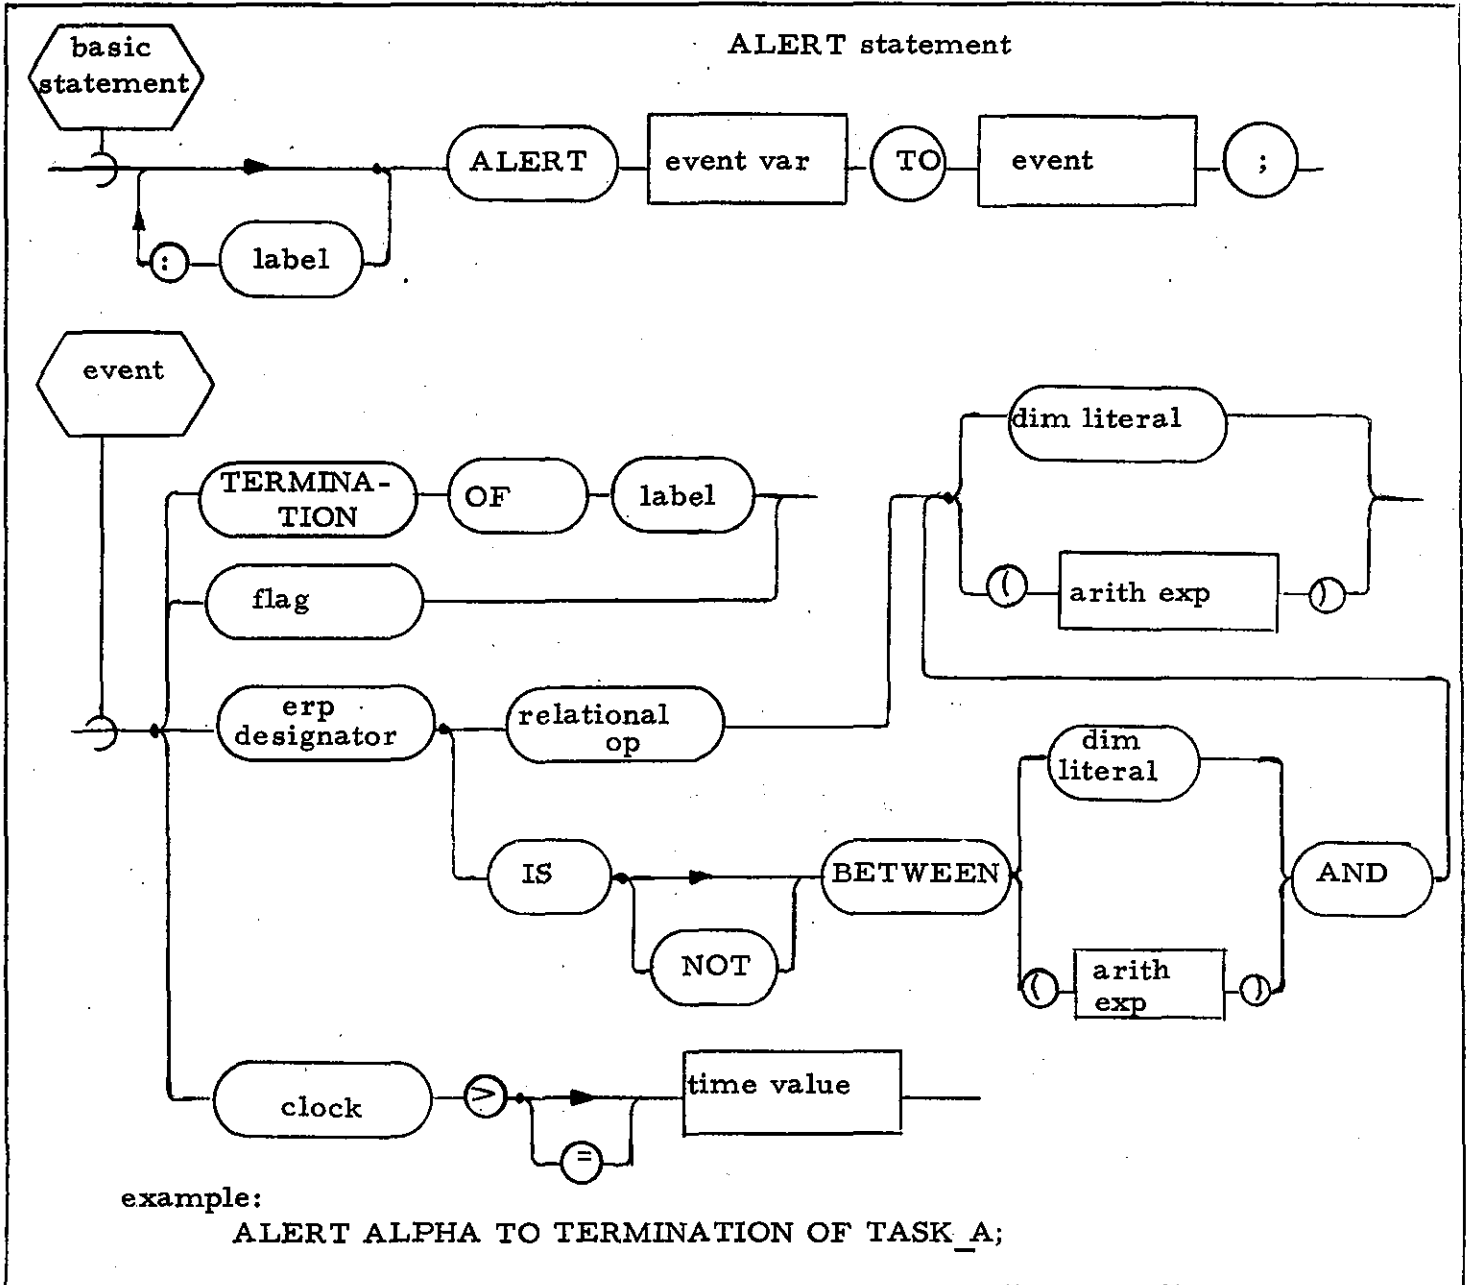 basic
statement
ALERT statement
ALERT
event var
TO
event
;
:
label
event
TERMINA-
TION
OF
label
flag
erp
designator
relational
op
dim literal
(
arith exp
)
IS
NOT
BETWEEN
dim
literal
(
arith
exp
)
AND
clock
>
=
time value
example:
ALERT ALPHA TO TERMINATION OF TASK_A;